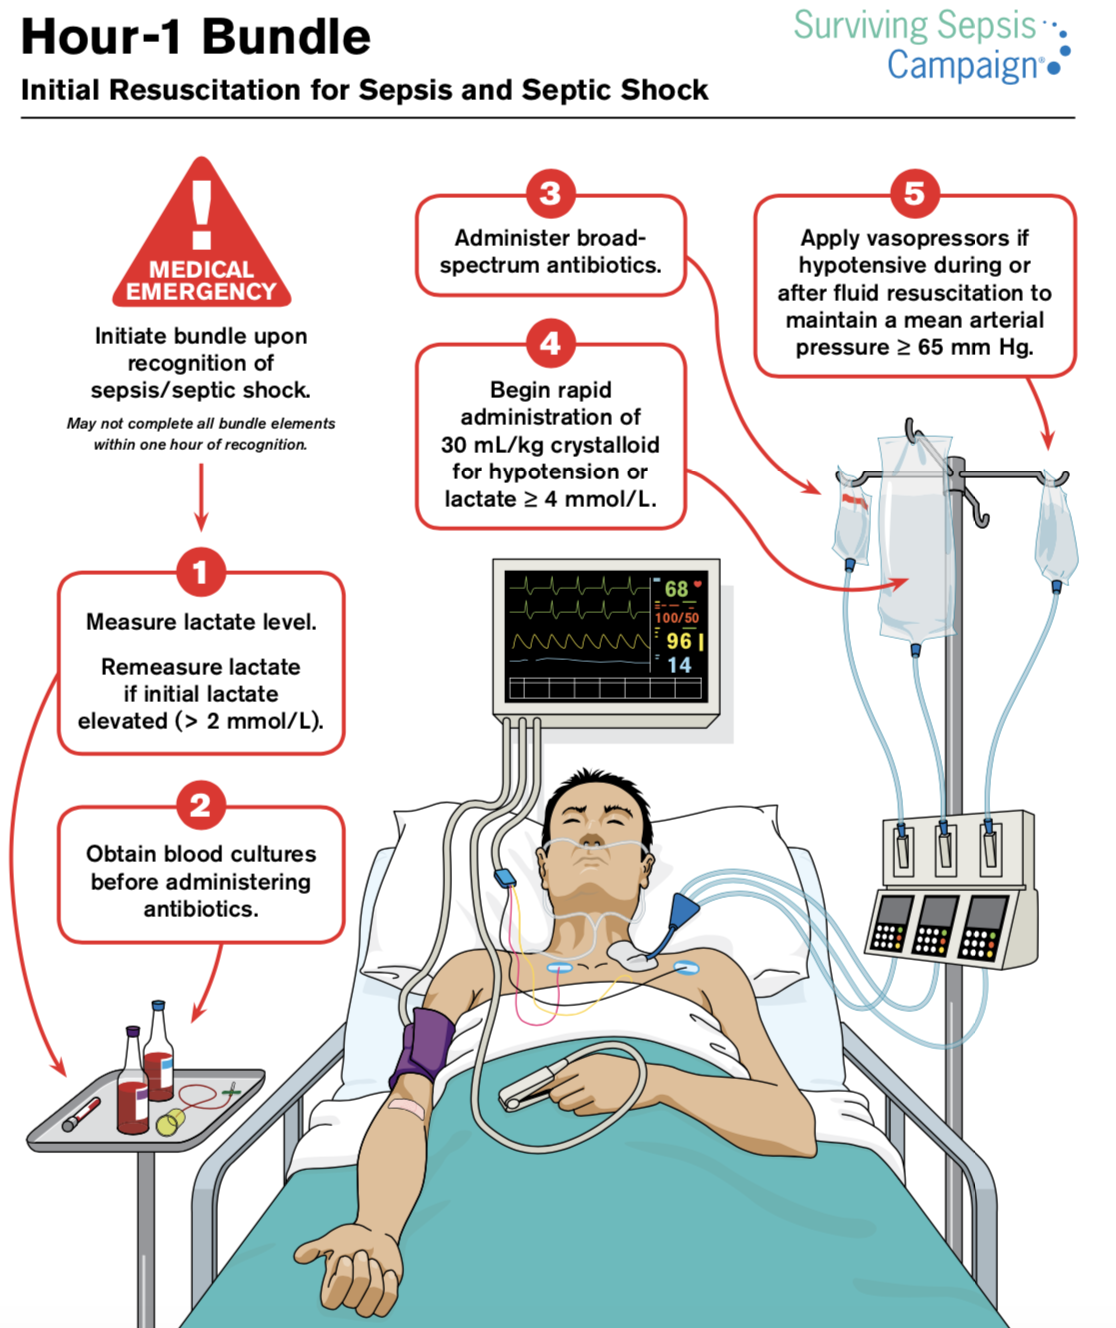 Hour-1 Bundle
Initial Resuscitation for Sepsis and Septic Shock
Surviving Sepsis
Campaign®
!
MEDICAL
EMERGENCY
Initiate bundle upon
recognition of
sepsis/septic shock.
May not complete all bundle elements
within one hour of recognition.
1
Measure lactate level.
Remeasure lactate
if initial lactate
elevated (> 2 mmol/L).
2
Obtain blood cultures
before administering
antibiotics.
3
Administer broad-
spectrum antibiotics.
4
Begin rapid
administration of
30 mL/kg crystalloid
for hypotension or
lactate ≥ 4 mmol/L.
5
Apply vasopressors if
hypotensive during or
after fluid resuscitation to
maintain a mean arterial
pressure ≥ 65 mm Hg.
68
100/50
96
14